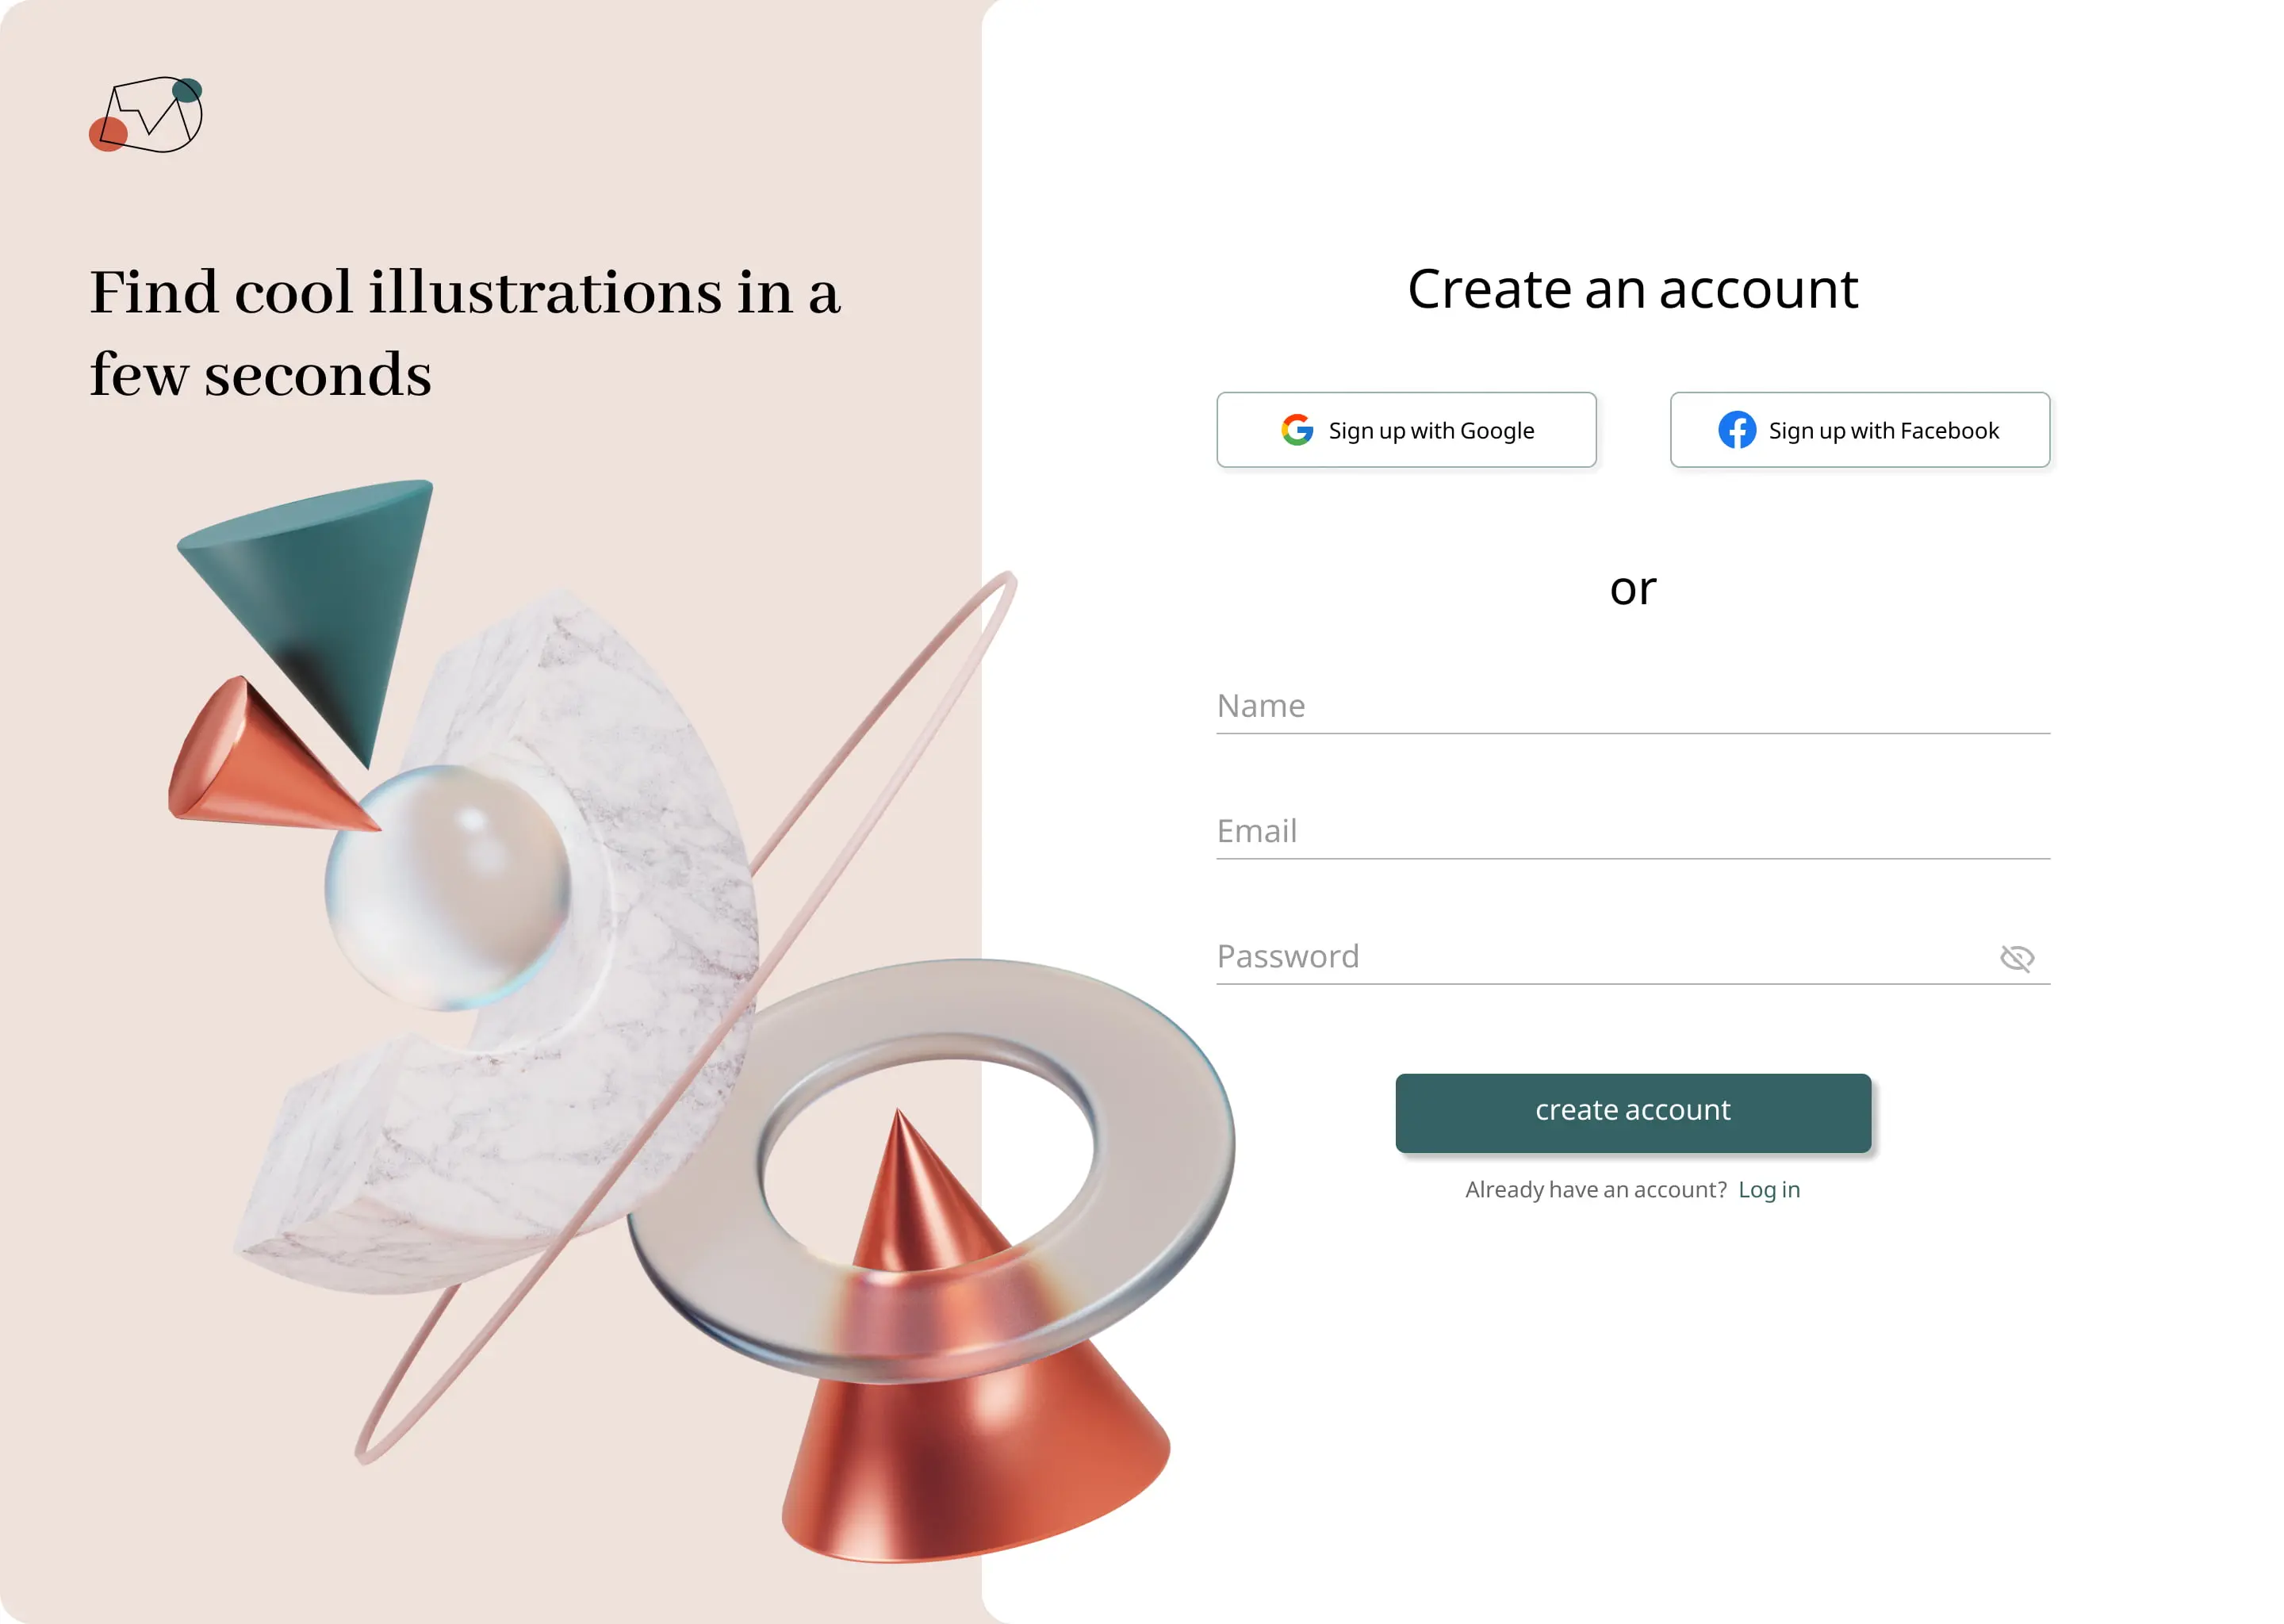 Find cool illustrations in a
few seconds
Create an account
Sign up with Google
Sign up with Facebook
or
Name
Email
Password
create account
Already have an account? Log in